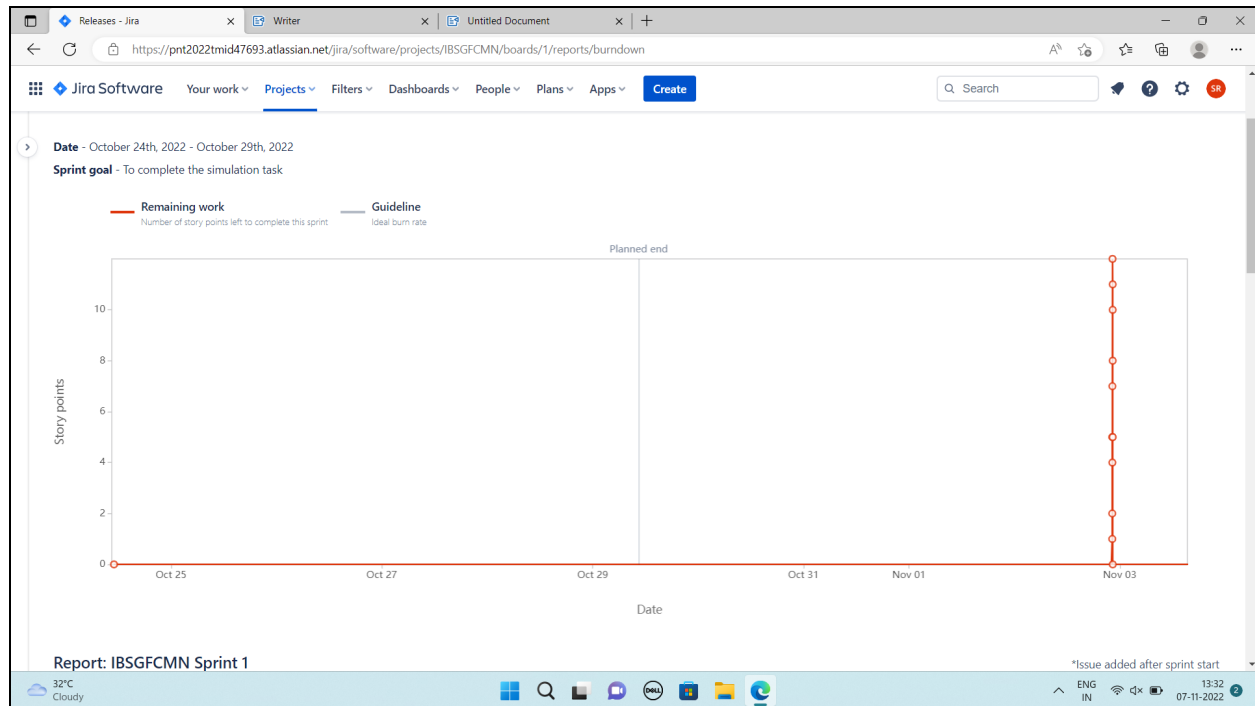 Releases - Jira
Writer
Untitled Document
https://pnt2022tmid47693.atlassian.net/jira/software/projects/IBSGFCMN/boards/1/reports/burndown
Jira Software Your work Projects Filters Dashboards People Plans Apps Create Search SR
Date - October 24th, 2022 - October 29th, 2022
Sprint goal - To complete the simulation task
Remaining work Guideline
Number of story points left to complete this sprint Ideal burn rate
Planned end
10
8
6
4
2
0
Story points
Oct 25 Oct 27 Oct 29 Oct 31 Nov 01 Nov 03
Date
Report: IBSGFCMN Sprint 1 *Issue added after sprint start
32°C
Cloudy
DELL
ENG
IN
13:32
07-11-2022
2